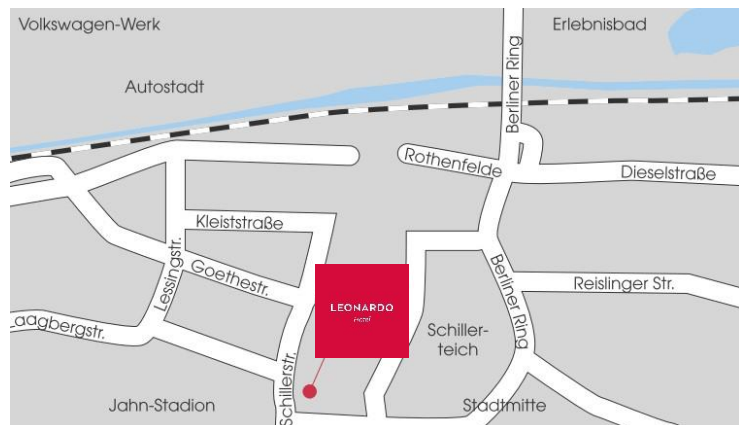 Volkswagen-Werk
Erlebnisbad
Berliner Ring
Autostadt
Rothenfelde
Dieselstraße
Kleiststraße
Lessingstr.
Goethestr.
Berliner Ring
Reislinger Str.
LEONARDO
Hotel
Laagbergstr.
Schiller-
teich
Schillerstr.
Jahn-Stadion
Stadtmitte